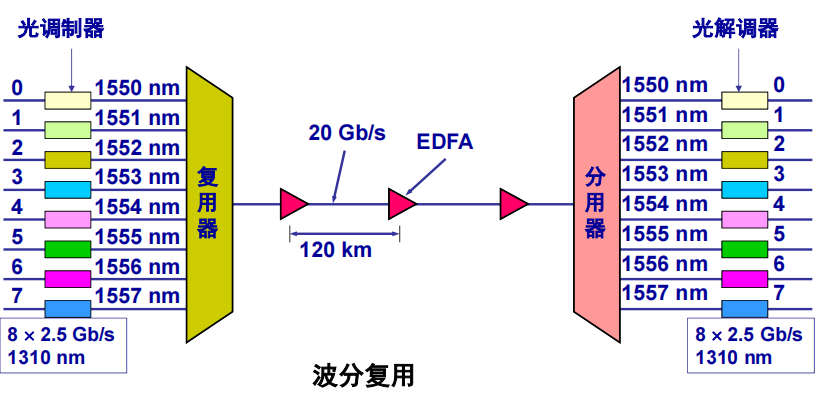 光调制器
光解调器
0 1550 nm
1 1551 nm
2 1552 nm
3 1553 nm
4 1554 nm
5 1555 nm
6 1556 nm
7 1557 nm
8 × 2.5 Gb/s
1310 nm
复用器
20 Gb/s
EDFA
120 km
分用器
1550 nm 0
1551 nm 1
1552 nm 2
1553 nm 3
1554 nm 4
1555 nm 5
1556 nm 6
1557 nm 7
8 × 2.5 Gb/s
1310 nm
波分复用